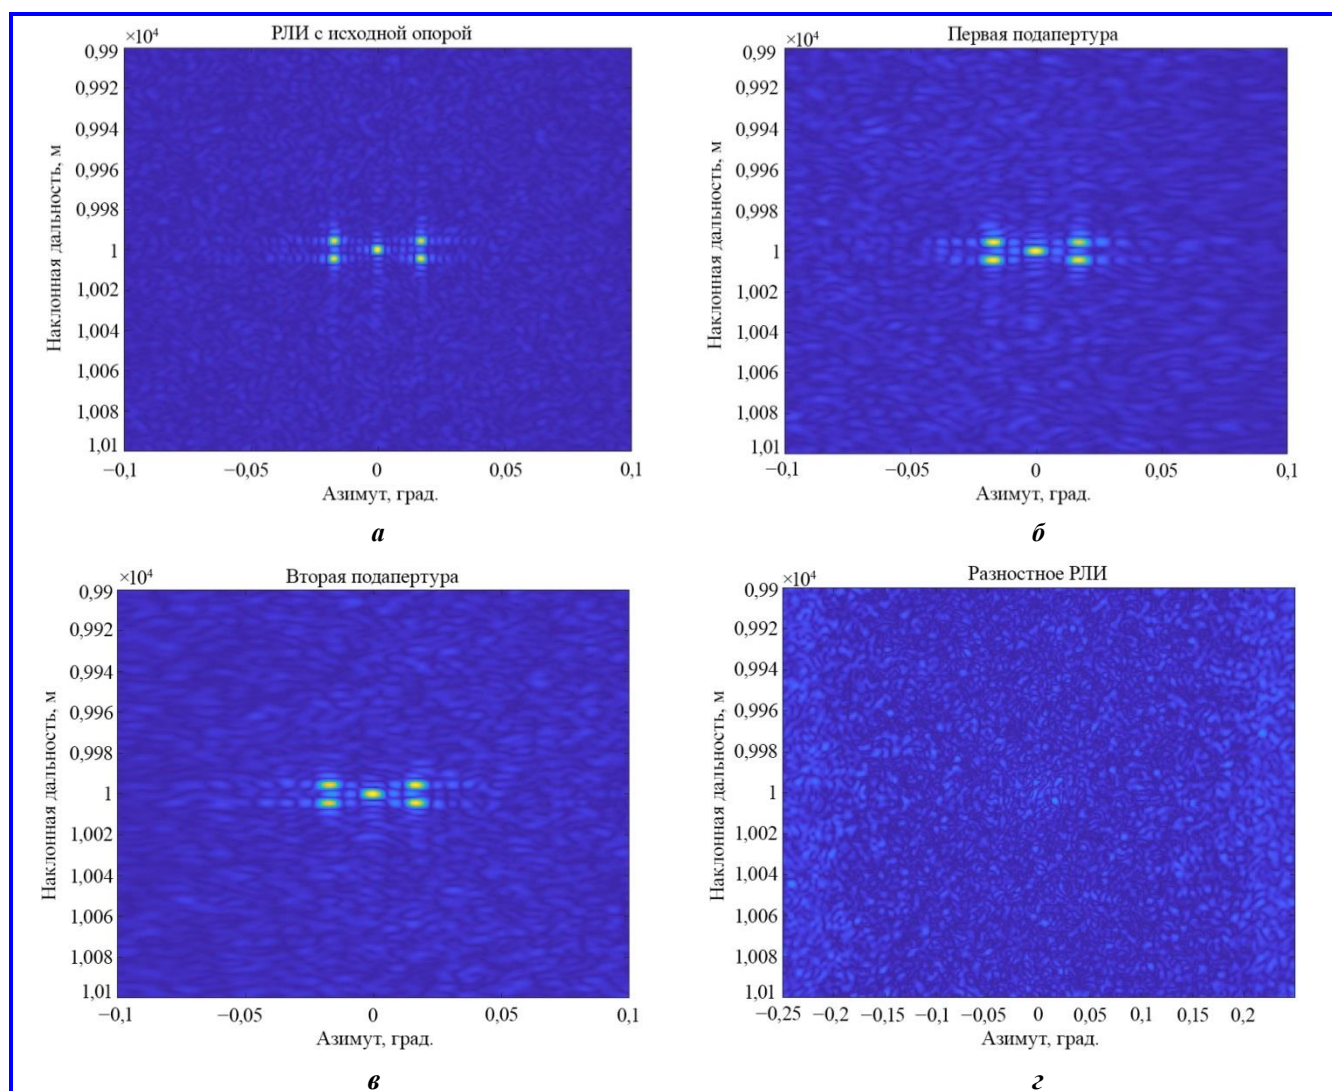 РЛИ с исходной опорой
×10⁴
0,99
0,992
0,994
0,996
0,998
1
1,002
1,004
1,006
1,008
1,01
Наклонная дальность, м
−0,1 −0,05 0 0,05 0,1
Азимут, град.
а
Первая подапертура
×10⁴
0,99
0,992
0,994
0,996
0,998
1
1,002
1,004
1,006
1,008
1,01
Наклонная дальность, м
−0,1 −0,05 0 0,05 0,1
Азимут, град.
б
Вторая подапертура
×10⁴
0,99
0,992
0,994
0,996
0,998
1
1,002
1,004
1,006
1,008
1,01
Наклонная дальность, м
−0,1 −0,05 0 0,05 0,1
Азимут, град.
в
Разностное РЛИ
×10⁴
0,99
0,992
0,994
0,996
0,998
1
1,002
1,004
1,006
1,008
1,01
Наклонная дальность, м
−0,25 −0,2 −0,15 −0,1 −0,05 0 0,05 0,1 0,15 0,2
Азимут, град.
г